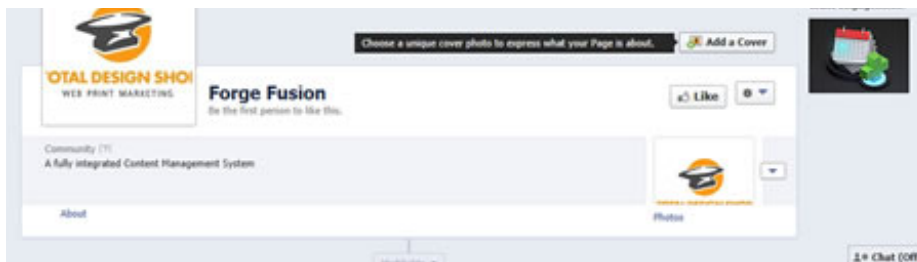 Choose a unique cover photo to express what your Page is about.
Add a Cover
OTAL DESIGN SHO
WEB PRINT MARKETING
Forge Fusion
Be the first person to like this.
Like
Community [?]
A fully integrated Content Management System
About
Photos
Chat (Off